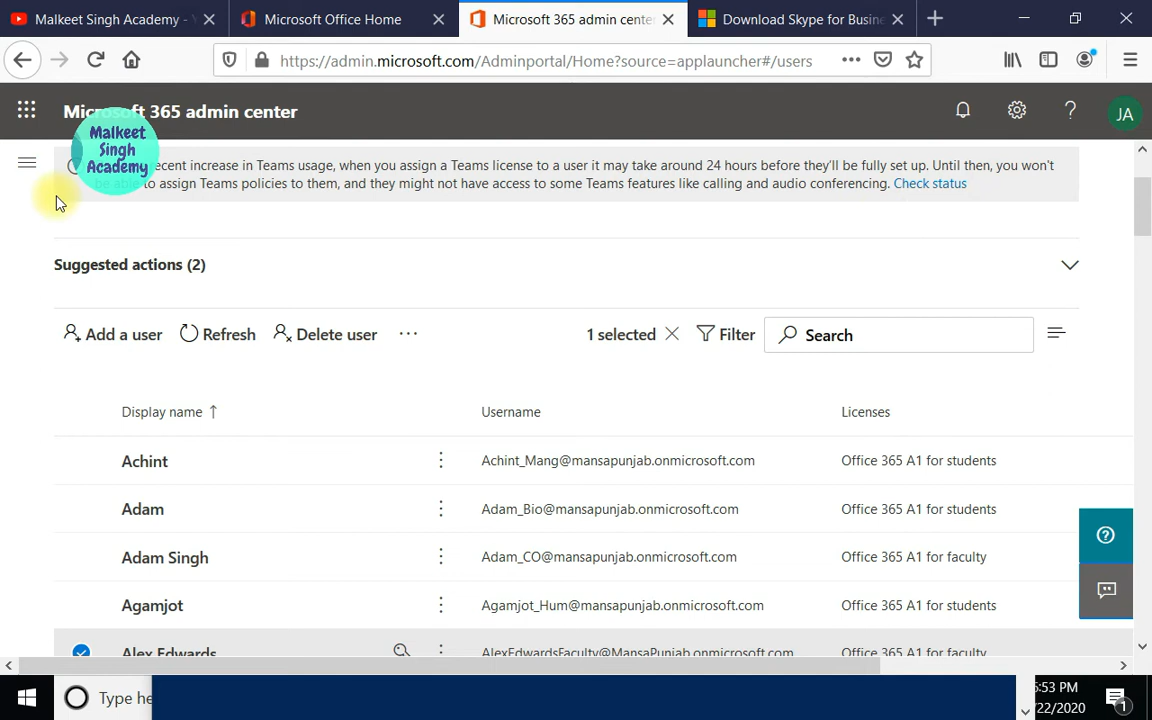 Malkeet Singh Academy -
Microsoft Office Home
Microsoft 365 admin cente
Download Skype for Busine
https://admin.microsoft.com/Adminportal/Home?source=applauncher#/users
Microsoft 365 admin center
JA
Malkeet
Singh
Academy
ecent increase in Teams usage, when you assign a Teams license to a user it may take around 24 hours before they'll be fully set up. Until then, you won't
to assign Teams policies to them, and they might not have access to some Teams features like calling and audio conferencing. Check status
Suggested actions (2)
Add a user
Refresh
Delete user
1 selected
Filter
Search
Display name ↑
Username
Licenses
Achint
Achint_Mang@mansapunjab.onmicrosoft.com
Office 365 A1 for students
Adam
Adam_Bio@mansapunjab.onmicrosoft.com
Office 365 A1 for students
Adam Singh
Adam_CO@mansapunjab.onmicrosoft.com
Office 365 A1 for faculty
Agamjot
Agamjot_Hum@mansapunjab.onmicrosoft.com
Office 365 A1 for students
Alex Edwards
AlexEdwardsFaculty@MansaPunjab.onmicrosoft.com
Office 365 A1 for faculty
Type he
:53 PM
/22/2020
1